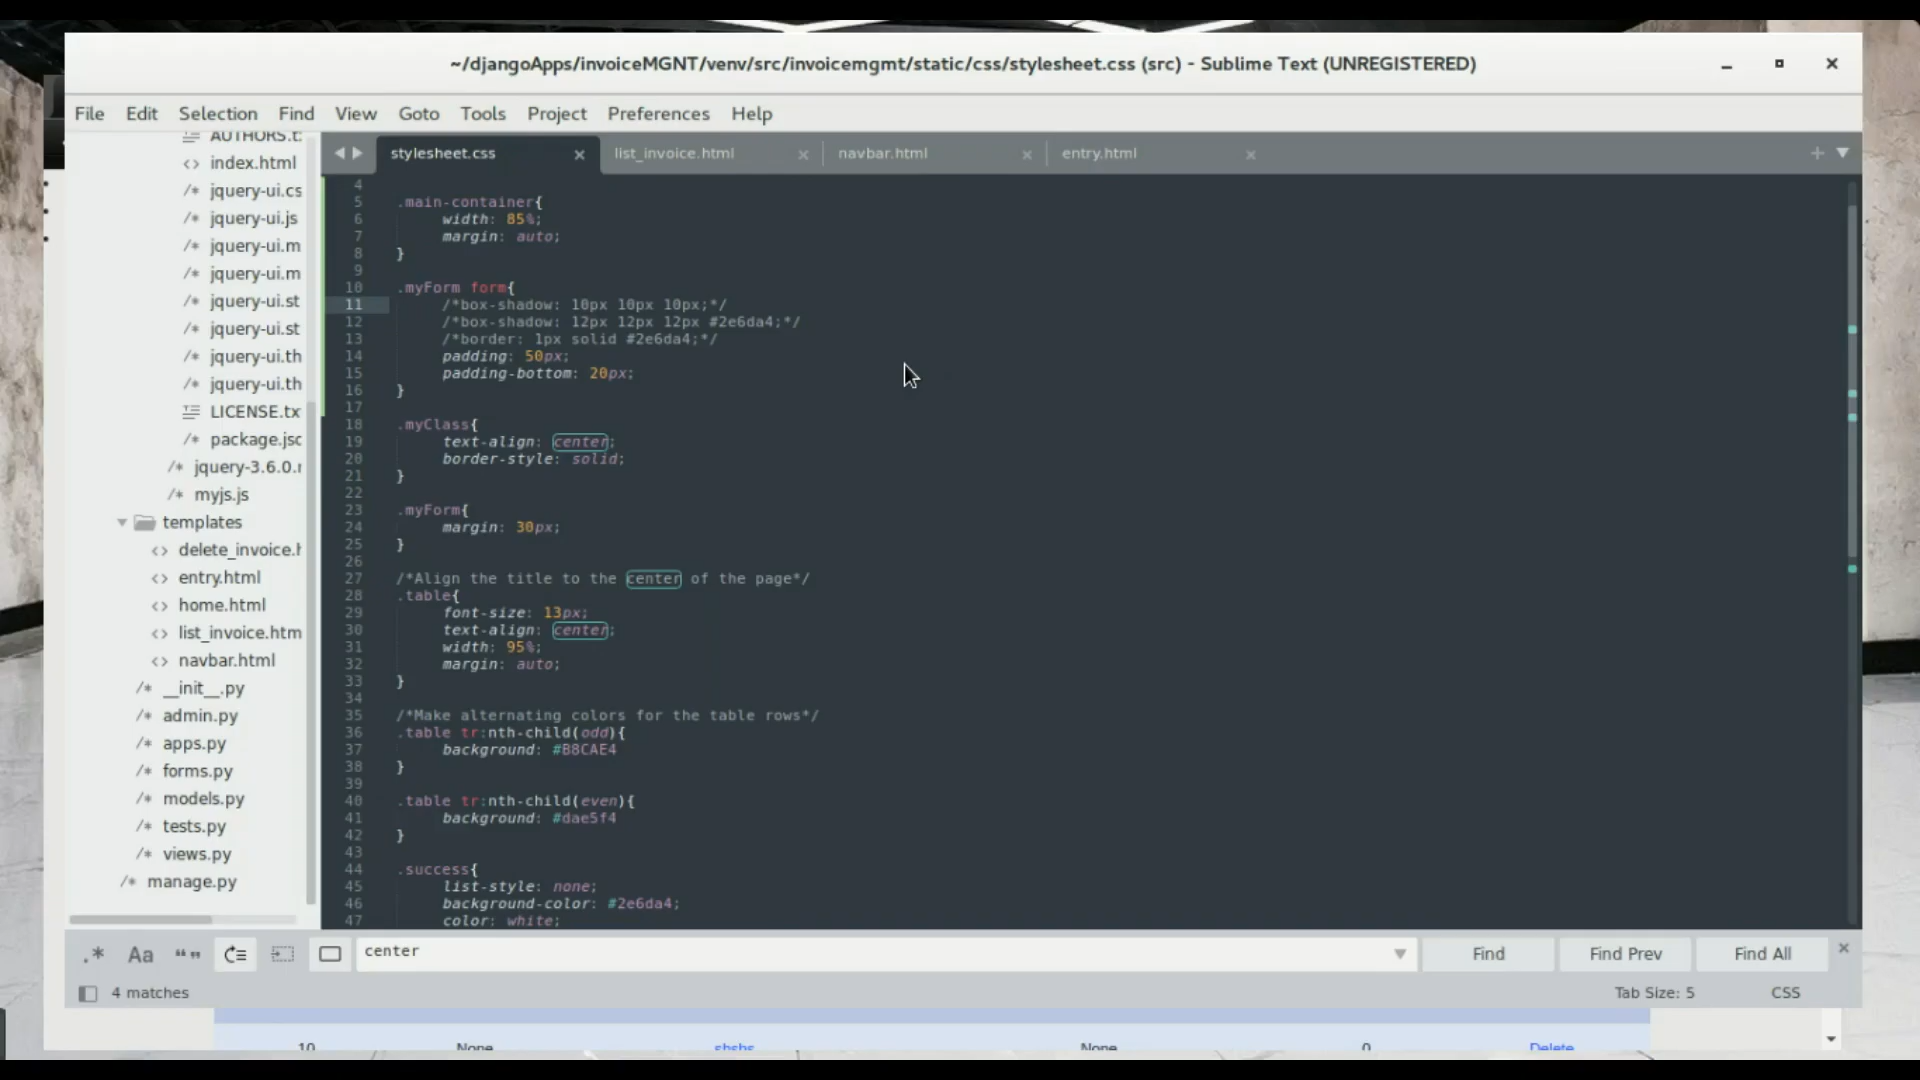 ~/djangoApps/invoiceMGNT/venv/src/invoicemgmt/static/css/stylesheet.css (src) - Sublime Text (UNREGISTERED)
File Edit Selection Find View Goto Tools Project Preferences Help
AUTHORS.t
index.html
jquery-ui.cs
jquery-ui.js
jquery-ui.m
jquery-ui.m
jquery-ui.st
jquery-ui.st
jquery-ui.th
jquery-ui.th
LICENSE.tx
package.jsc
jquery-3.6.0.r
myjs.js
templates
delete_invoice.h
entry.html
home.html
list_invoice.htm
navbar.html
__init__.py
admin.py
apps.py
forms.py
models.py
tests.py
views.py
manage.py
stylesheet.css list_invoice.html navbar.html entry.html
4
5 .main-container{
6 width: 85%;
7 margin: auto;
8 }
9
10 .myForm form{
11 /*box-shadow: 10px 10px 10px;*/
12 /*box-shadow: 12px 12px 12px #2e6da4;*/
13 /*border: 1px solid #2e6da4;*/
14 padding: 50px;
15 padding-bottom: 20px;
16 }
17
18 .myClass{
19 text-align: center;
20 border-style: solid;
21 }
22
23 .myForm{
24 margin: 30px;
25 }
26
27 /*Align the title to the center of the page*/
28 .table{
29 font-size: 13px;
30 text-align: center;
31 width: 95%;
32 margin: auto;
33 }
34
35 /*Make alternating colors for the table rows*/
36 .table tr:nth-child(odd){
37 background: #B8CAE4
38 }
39
40 .table tr:nth-child(even){
41 background: #dae5f4
42 }
43
44 .success{
45 list-style: none;
46 background-color: #2e6da4;
47 color: white;
.* Aa “” center Find Find Prev Find All
4 matches Tab Size: 5 CSS
10 None shshs None 0 Delete